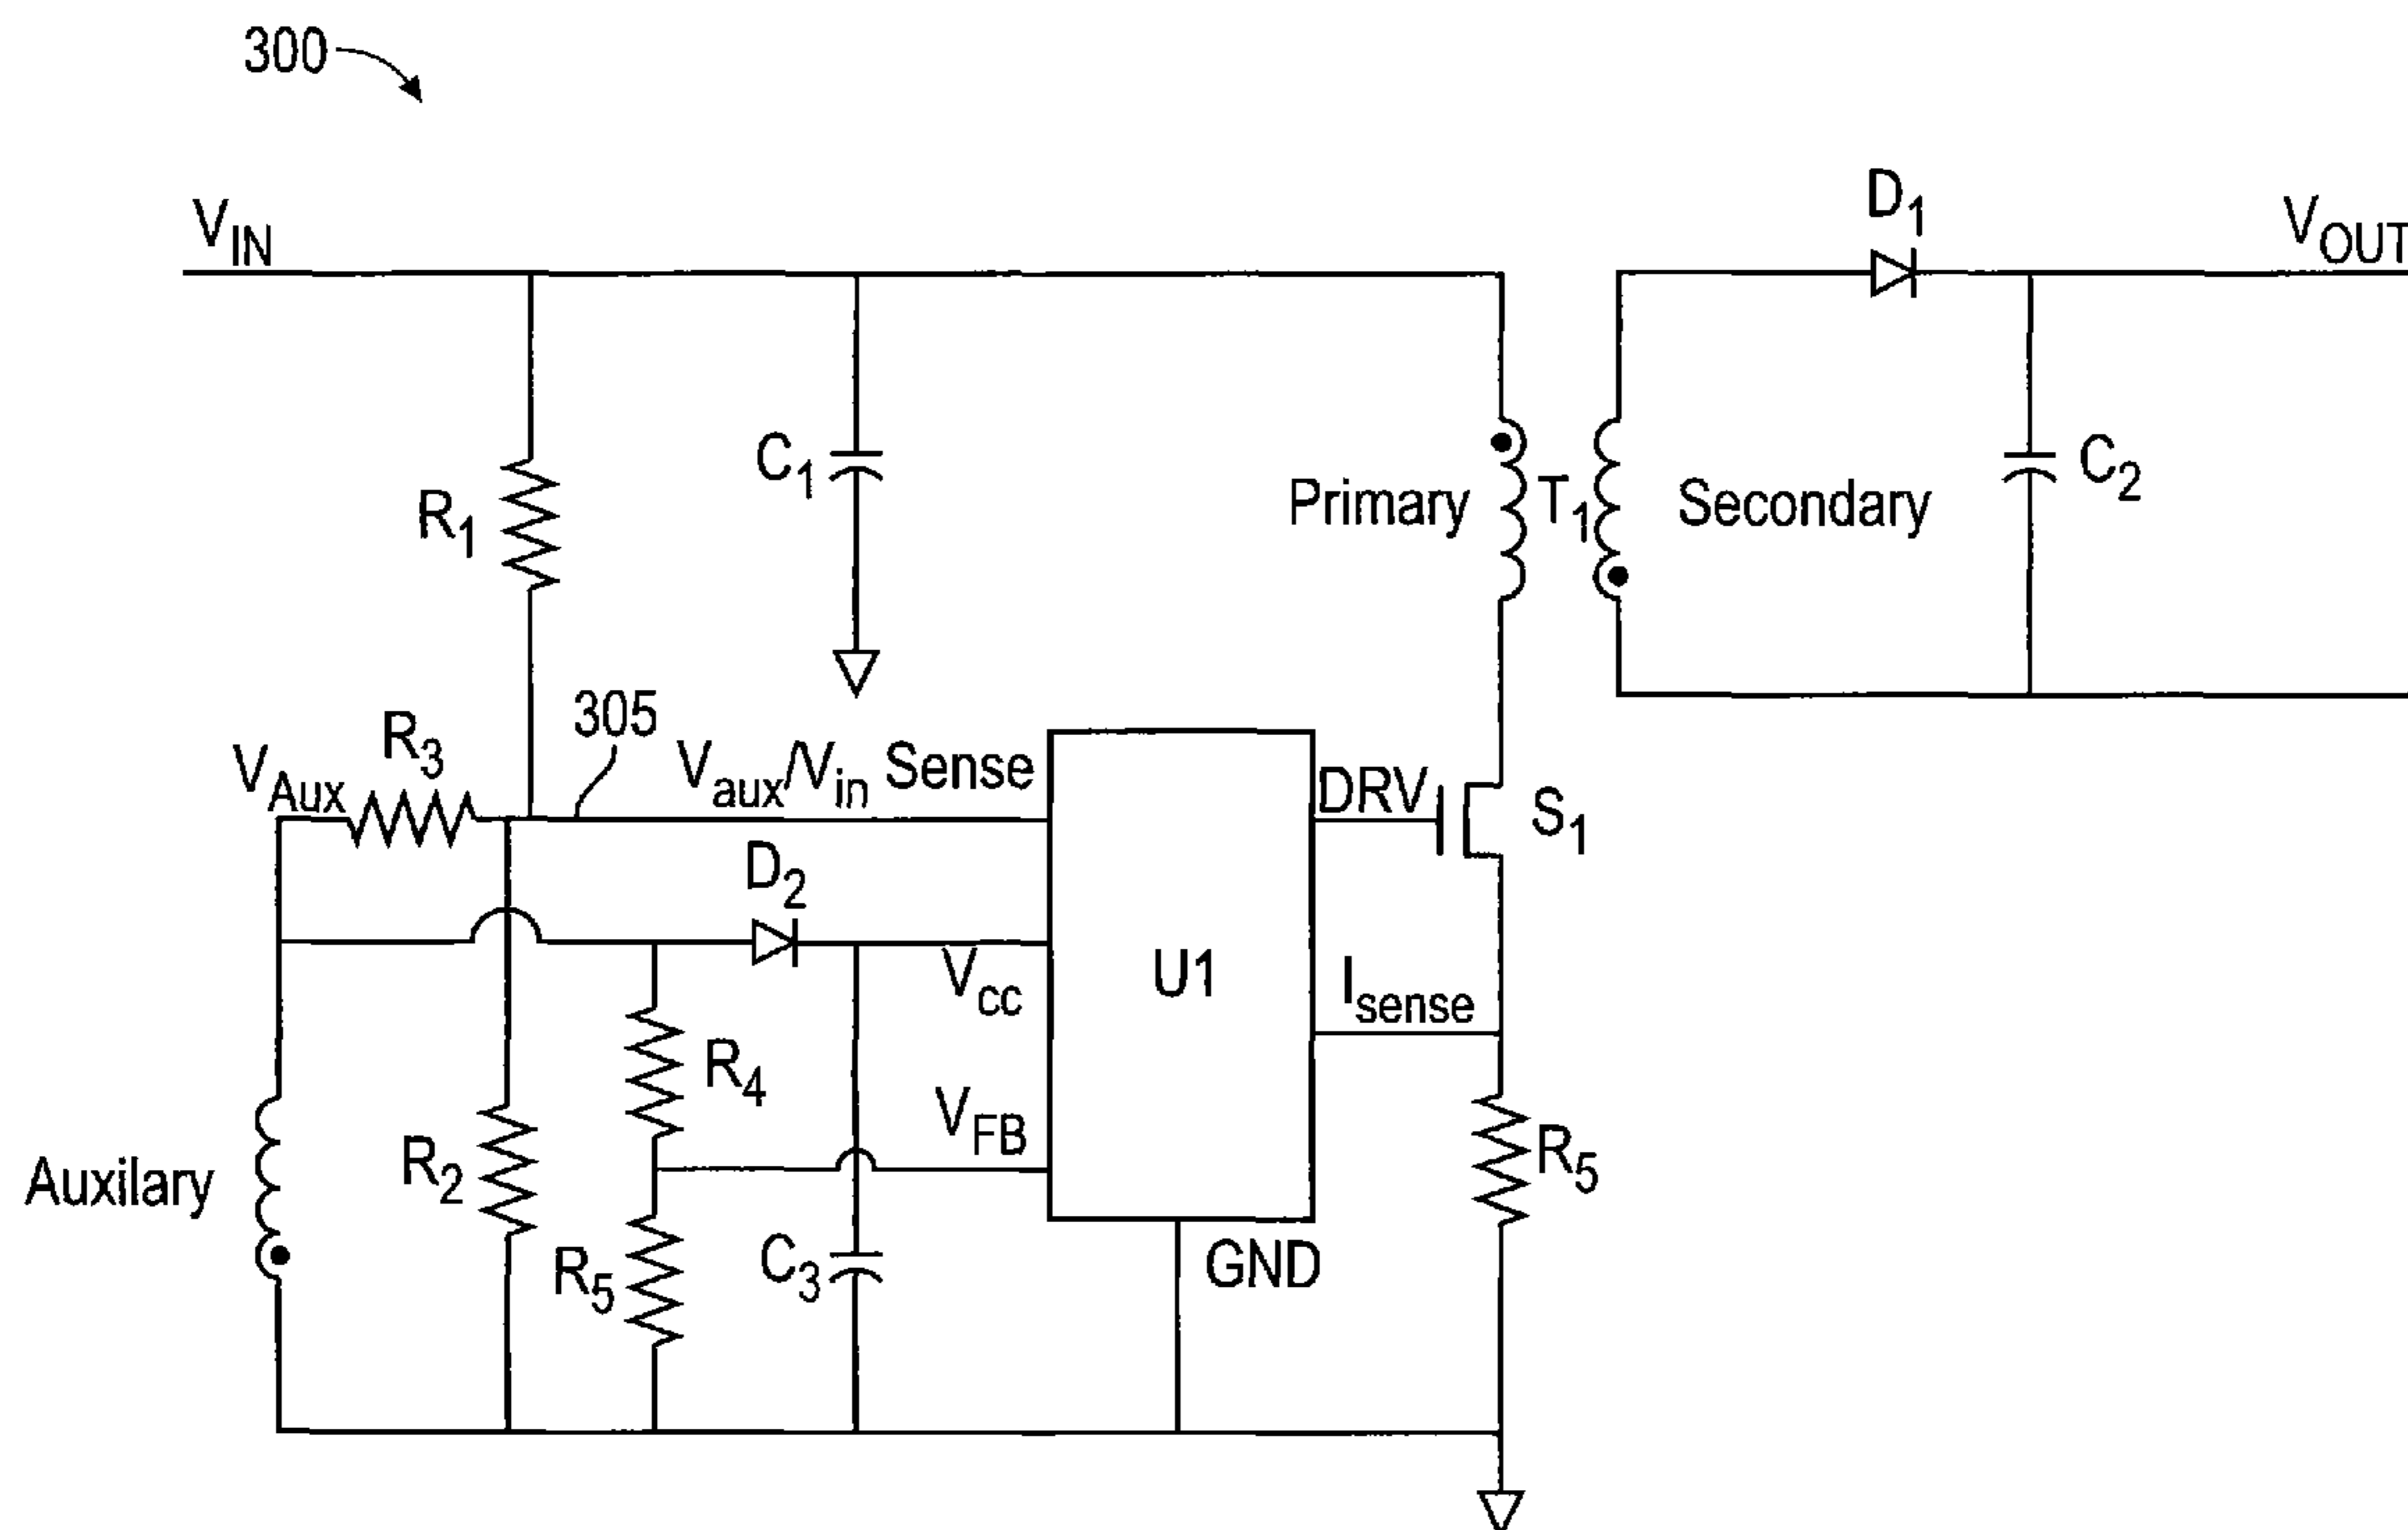 300
V_IN
D_1
V_OUT
R_1
C_1
Primary
T_1
Secondary
C_2
V_Aux
R_3
305
V_aux/V_in Sense
DRV
S_1
D_2
V_cc
U1
I_sense
R_4
V_FB
R_5
Auxilary
R_2
R_5
C_3
GND